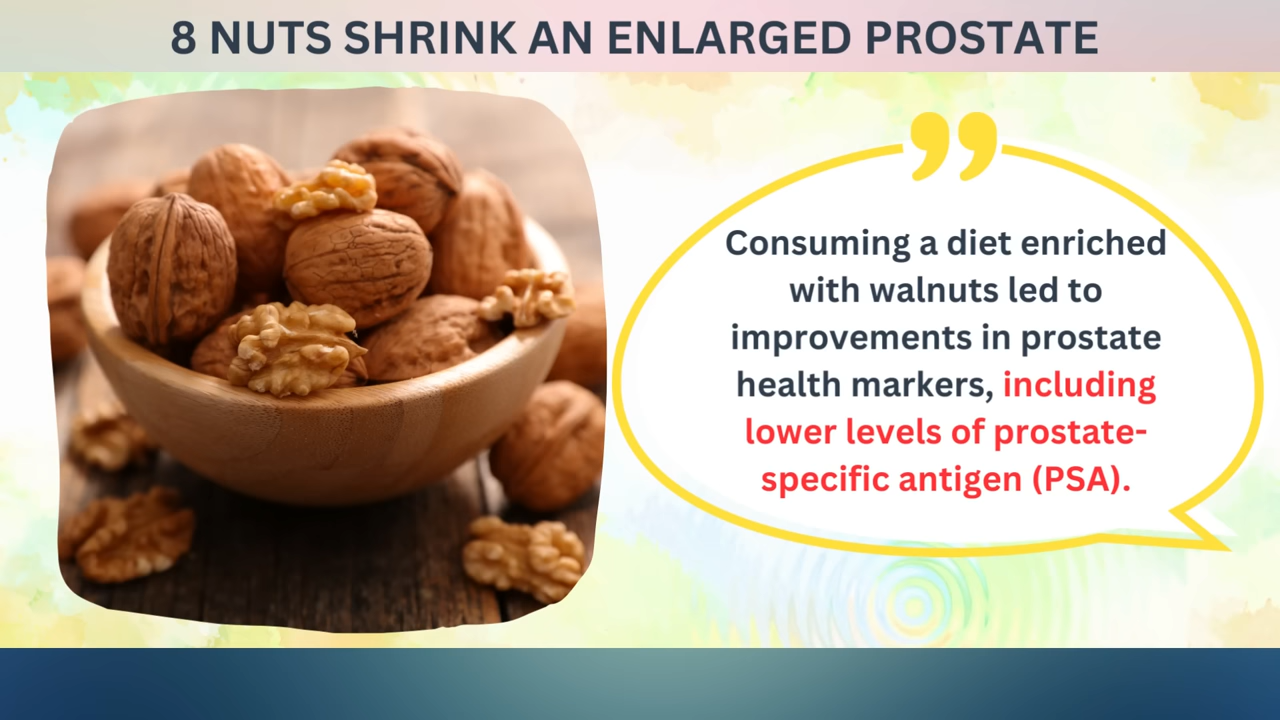 8 NUTS SHRINK AN ENLARGED PROSTATE
Consuming a diet enriched
with walnuts led to
improvements in prostate
health markers, including
lower levels of prostate-
specific antigen (PSA).